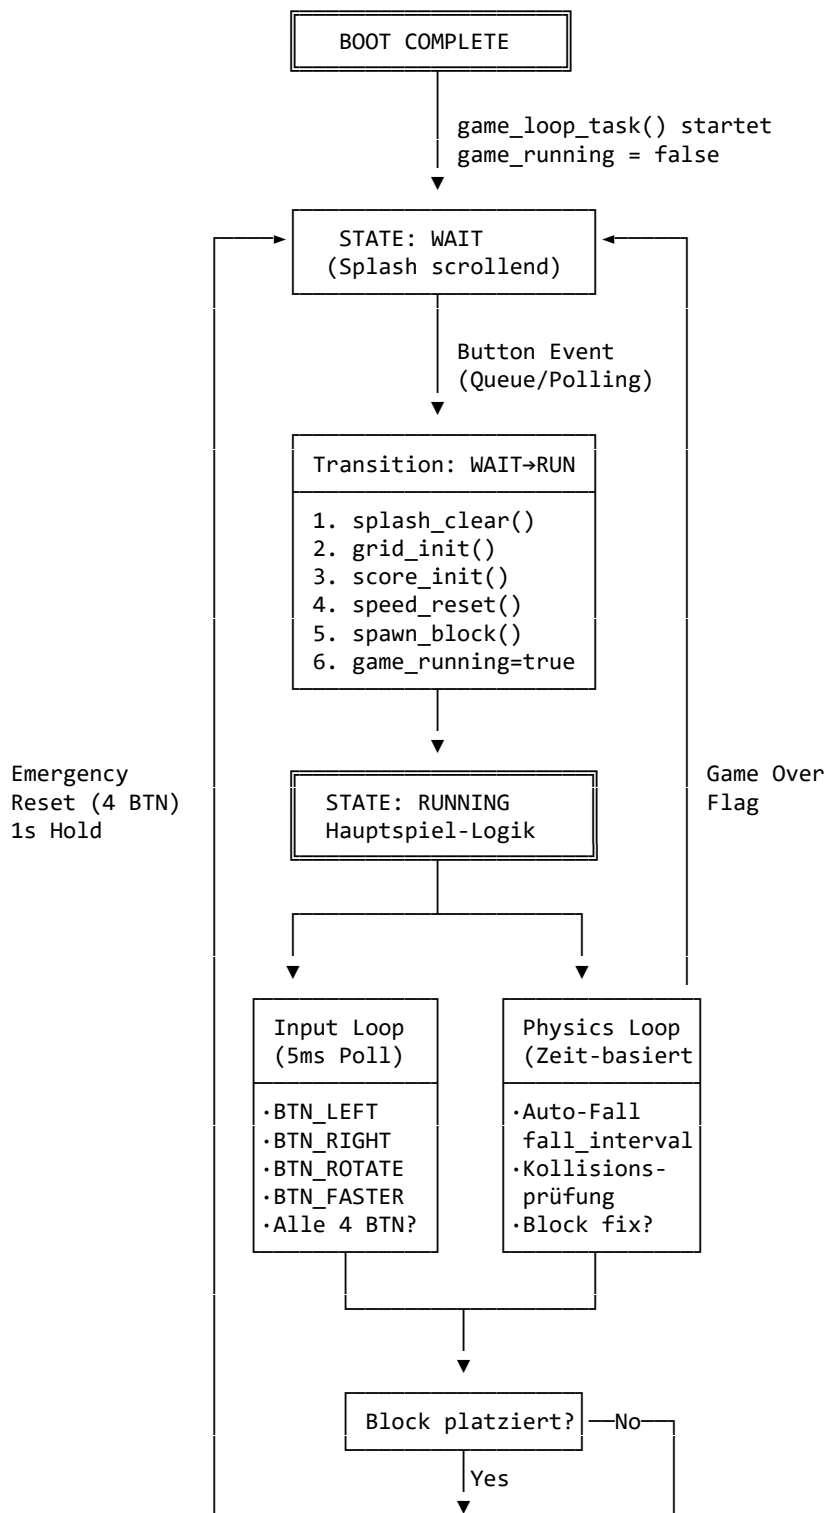 BOOT COMPLETE
game_loop_task() startet
game_running = false
STATE: WAIT
(Splash scrollend)
Button Event
(Queue/Polling)
Transition: WAIT→RUN
1. splash_clear()
2. grid_init()
3. score_init()
4. speed_reset()
5. spawn_block()
6. game_running=true
Emergency
Reset (4 BTN)
1s Hold
STATE: RUNNING
Hauptspiel-Logik
Game Over
Flag
Input Loop
(5ms Poll)
·BTN_LEFT
·BTN_RIGHT
·BTN_ROTATE
·BTN_FASTER
·Alle 4 BTN?
Physics Loop
(Zeit-basiert
·Auto-Fall
fall_interval
·Kollisions-
prüfung
·Block fix?
Block platziert?
No
Yes